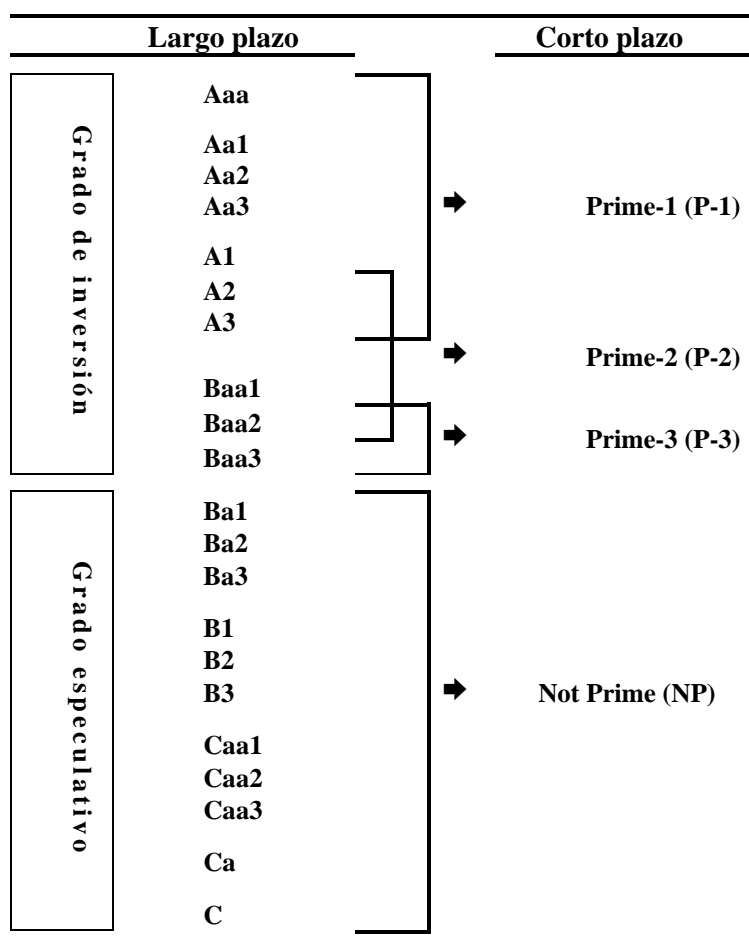 Largo plazo Corto plazo
Grado de inversión
Aaa
Aa1
Aa2
Aa3 Prime-1 (P-1)
A1
A2
A3
Prime-2 (P-2)
Baa1
Baa2
Prime-3 (P-3)
Baa3
Grado especulativo
Ba1
Ba2
Ba3
B1
B2
B3 Not Prime (NP)
Caa1
Caa2
Caa3
Ca
C